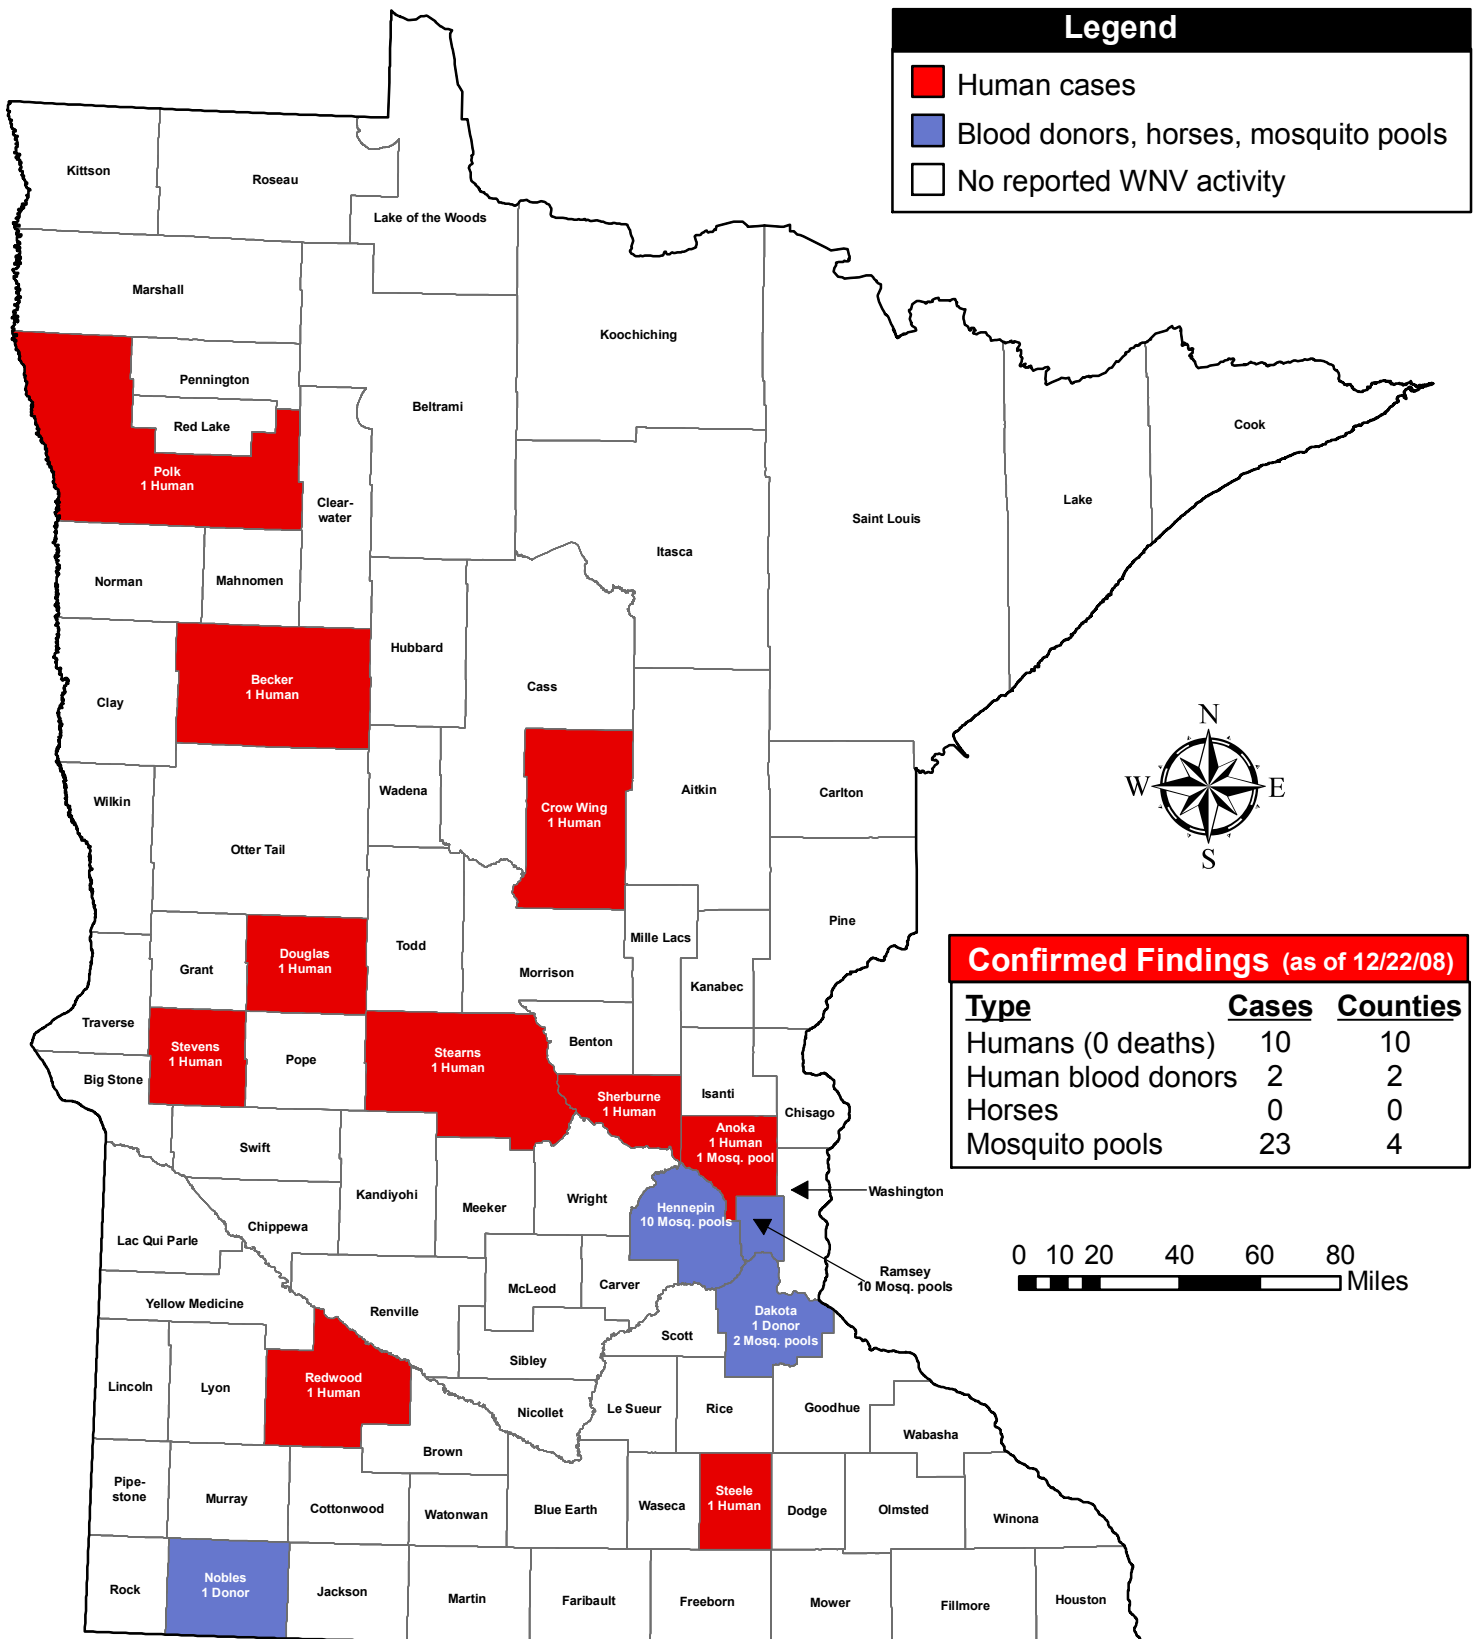 Legend
Human cases
Blood donors, horses, mosquito pools
No reported WNV activity
Kittson
Roseau
Lake of the Woods
Marshall
Koochiching
Pennington
Beltrami
Red Lake
Cook
Polk
1 Human
Clear-
water
Lake
Saint Louis
Itasca
Norman
Mahnomen
Hubbard
Becker
1 Human
Cass
Clay
N
W
E
S
Wadena
Aitkin
Carlton
Wilkin
Crow Wing
1 Human
Otter Tail
Pine
Mille Lacs
Todd
Douglas
1 Human
Grant
Morrison
Kanabec
Confirmed Findings (as of 12/22/08)
Type Cases Counties
Humans (0 deaths) 10 10
Human blood donors 2 2
Horses 0 0
Mosquito pools 23 4
Traverse
Stevens
1 Human
Pope
Stearns
1 Human
Benton
Big Stone
Sherburne
1 Human
Isanti
Chisago
Anoka
1 Human
1 Mosq. pool
Swift
Kandiyohi
Meeker
Wright
Washington
Hennepin
10 Mosq. pools
Chippewa
Lac Qui Parle
Ramsey
10 Mosq. pools
0 10 20 40 60 80
Miles
McLeod
Carver
Yellow Medicine
Renville
Dakota
1 Donor
2 Mosq. pools
Scott
Sibley
Redwood
1 Human
Lincoln
Lyon
Nicollet
Le Sueur
Rice
Goodhue
Wabasha
Brown
Pipe-
stone
Murray
Cottonwood
Watonwan
Blue Earth
Waseca
Steele
1 Human
Dodge
Olmsted
Winona
Rock
Nobles
1 Donor
Jackson
Martin
Faribault
Freeborn
Mower
Fillmore
Houston